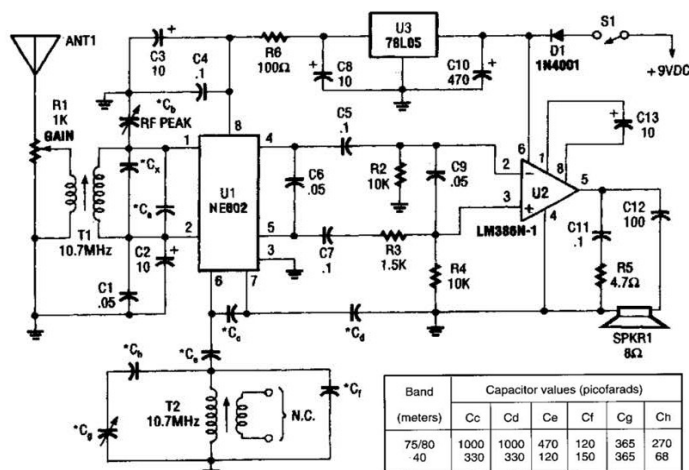 ANT1
R1
1K
GAIN
C3
10
+
C4
.1
*Cb
RF PEAK
R6
100Ω
U3
78L05
C8
10
+
C10
470
+
D1
1N4001
S1
+9VDC
*Cx
*Ca
T1
10.7MHz
C2
10
+
C1
.05
1
2
8
4
5
3
6
7
U1
NE602
C6
.05
C5
.1
R2
10K
C9
.05
C7
.1
R3
1.5K
R4
10K
2
3
6
1
8
4
5
-
+
U2
LM386N-1
C13
10
+
C11
.1
C12
100
R5
4.7Ω
SPKR1
8Ω
*Cc
*Cd
*Ce
*Ch
*Cg
T2
10.7MHz
N.C.
*Cf
Band
(meters)
Capacitor values (picofarads)
Cc Cd Ce Cf Cg Ch
75/80 1000 1000 470 120 365 270
40 330 330 120 150 365 68